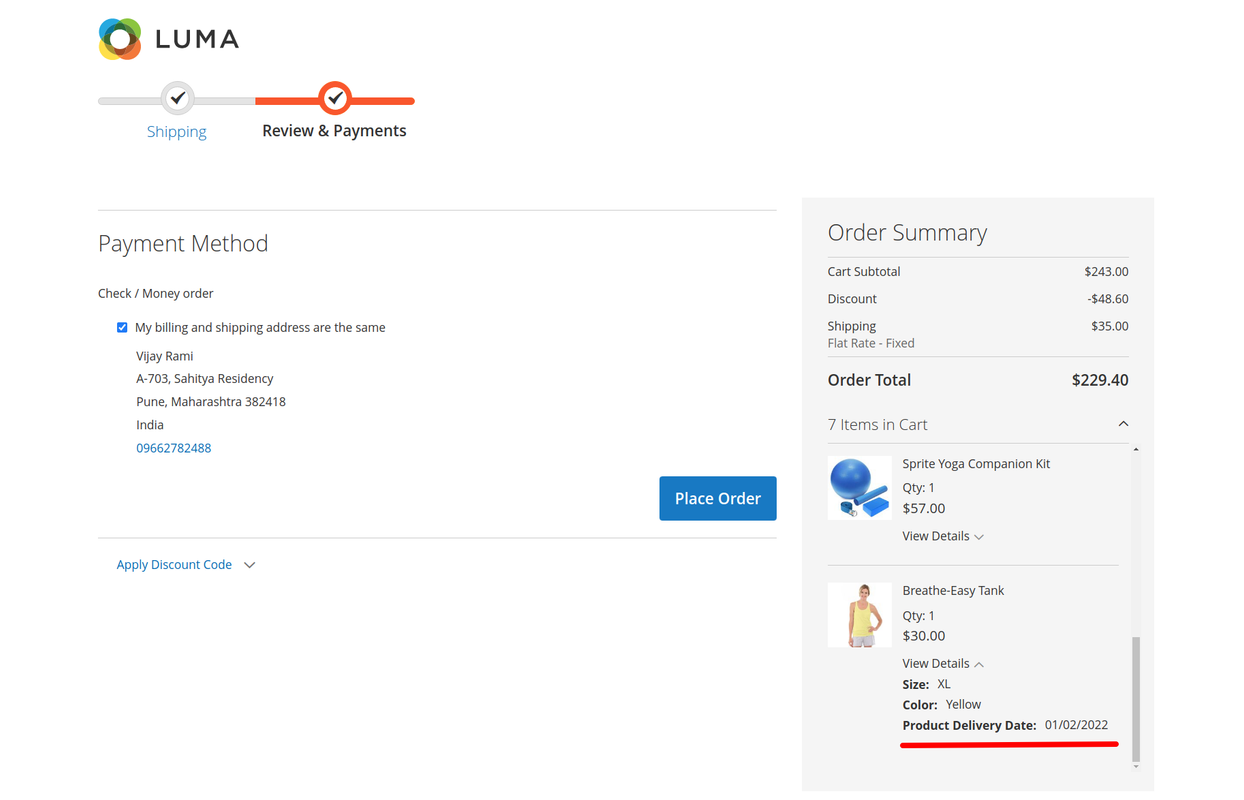 LUMA
Shipping
Review & Payments
Payment Method
Check / Money order
My billing and shipping address are the same
Vijay Rami
A-703, Sahitya Residency
Pune, Maharashtra 382418
India
09662782488
Place Order
Apply Discount Code
Order Summary
Cart Subtotal $243.00
Discount -$48.60
Shipping $35.00
Flat Rate - Fixed
Order Total $229.40
7 Items in Cart
Sprite Yoga Companion Kit
Qty: 1
$57.00
View Details
Breathe-Easy Tank
Qty: 1
$30.00
View Details
Size: XL
Color: Yellow
Product Delivery Date: 01/02/2022